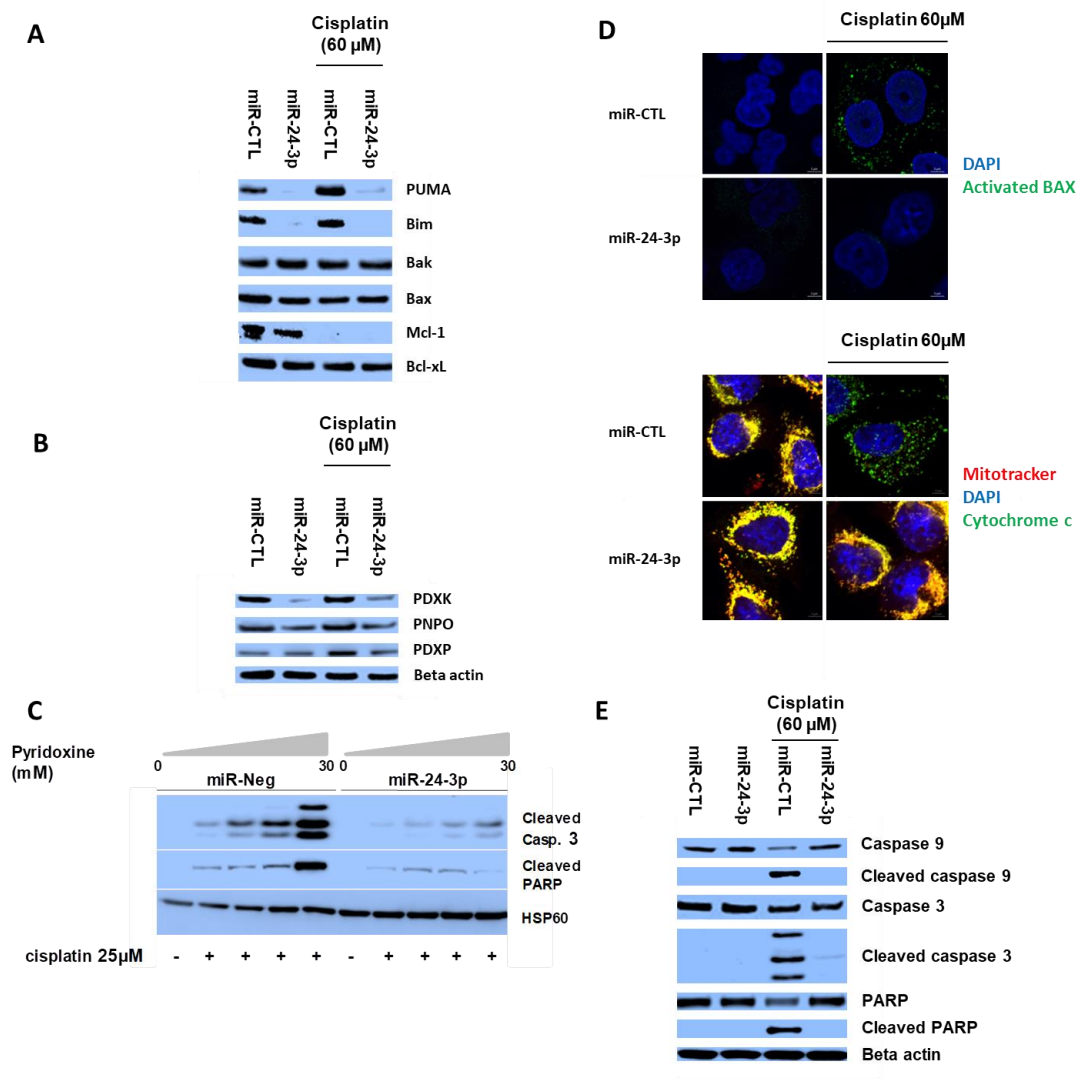 A
Cisplatin
(60 µM)
miR-CTL
miR-24-3p
miR-CTL
miR-24-3p
PUMA
Bim
Bak
Bax
Mcl-1
Bcl-xL
B
Cisplatin
(60 µM)
miR-CTL
miR-24-3p
miR-CTL
miR-24-3p
PDXK
PNPO
PDXP
Beta actin
C
Pyridoxine
(mM)
0 30 0 30
miR-Neg miR-24-3p
Cleaved
Casp. 3
Cleaved
PARP
HSP60
cisplatin 25µM - + + + + - + + + +
D
Cisplatin 60µM
miR-CTL
miR-24-3p
DAPI
Activated BAX
Cisplatin 60µM
miR-CTL
miR-24-3p
Mitotracker
DAPI
Cytochrome c
E
Cisplatin
(60 µM)
miR-CTL
miR-24-3p
miR-CTL
miR-24-3p
Caspase 9
Cleaved caspase 9
Caspase 3
Cleaved caspase 3
PARP
Cleaved PARP
Beta actin